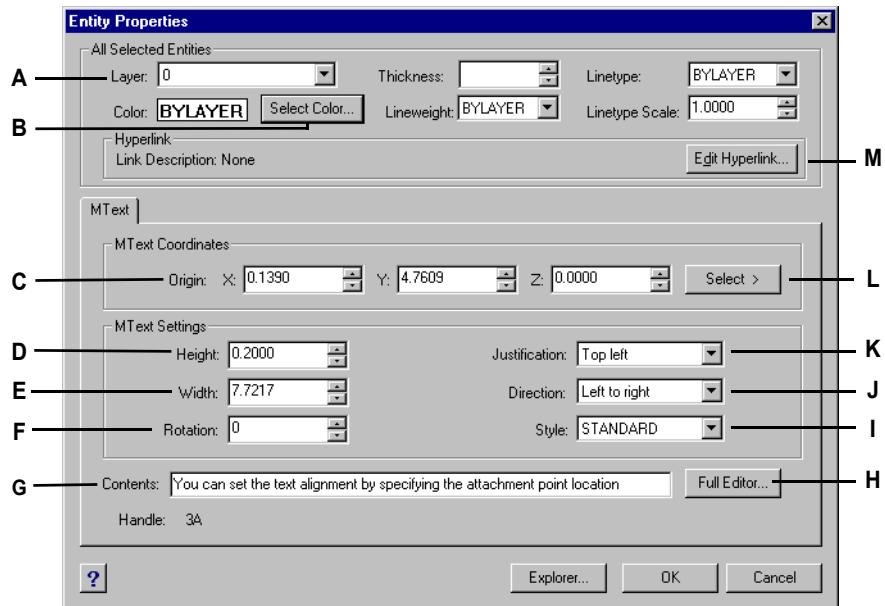 Entity Properties
All Selected Entities
A
Layer: 0
Thickness:
Linetype: BYLAYER
Color: BYLAYER
Select Color...
Lineweight: BYLAYER
Linetype Scale: 1.0000
B
Hyperlink
Link Description: None
Edit Hyperlink...
M
MText
MText Coordinates
C
Origin: X: 0.1390 Y: 4.7609 Z: 0.0000
Select >
L
MText Settings
D
Height: 0.2000
Justification: Top left
K
E
Width: 7.7217
Direction: Left to right
J
F
Rotation: 0
Style: STANDARD
I
G
Contents: You can set the text alignment by specifying the attachment point location
Full Editor...
H
Handle: 3A
?
Explorer...
OK
Cancel